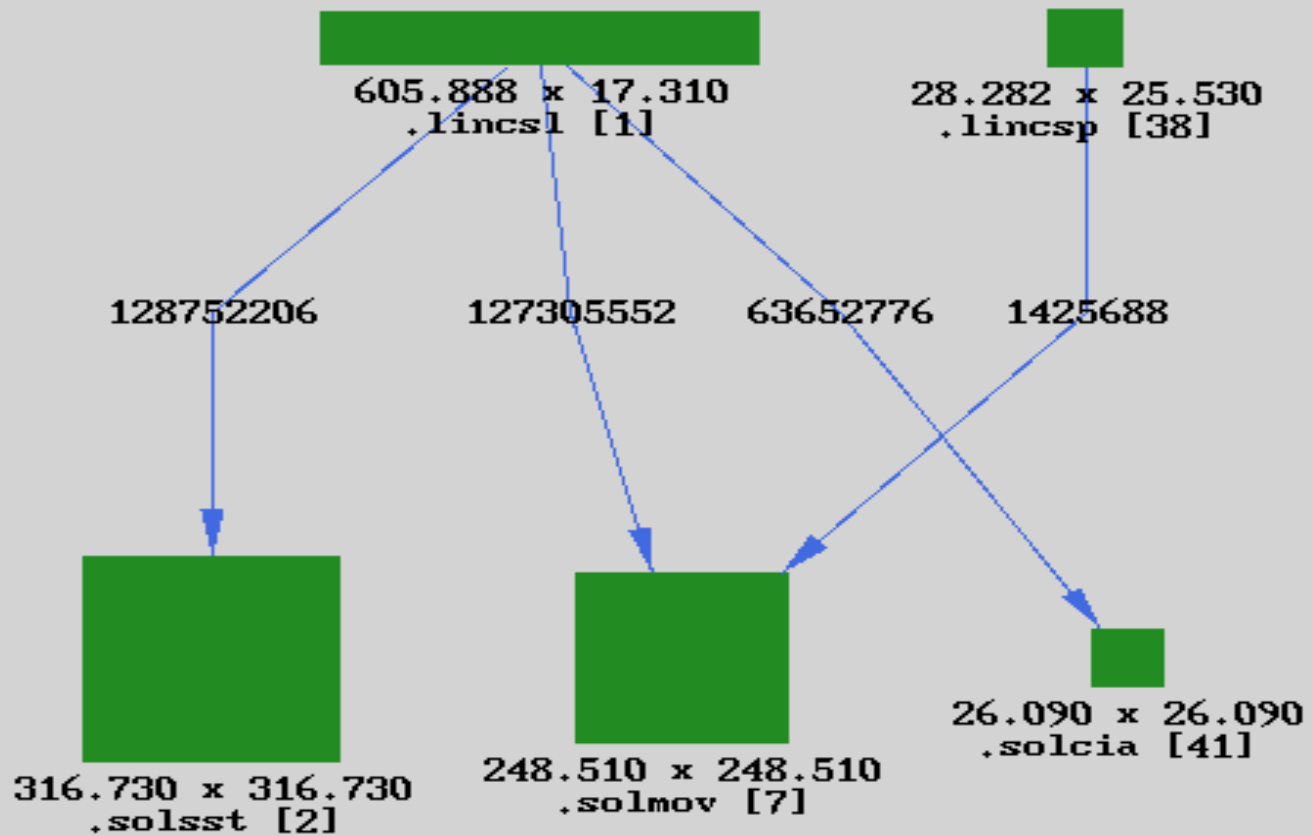 605.888 x 17.310
.lincsl [1]
28.282 x 25.530
.lincsp [38]
128752206
127305552
63652776
1425688
316.730 x 316.730
.solsst [2]
248.510 x 248.510
.solmov [7]
26.090 x 26.090
.solcia [41]